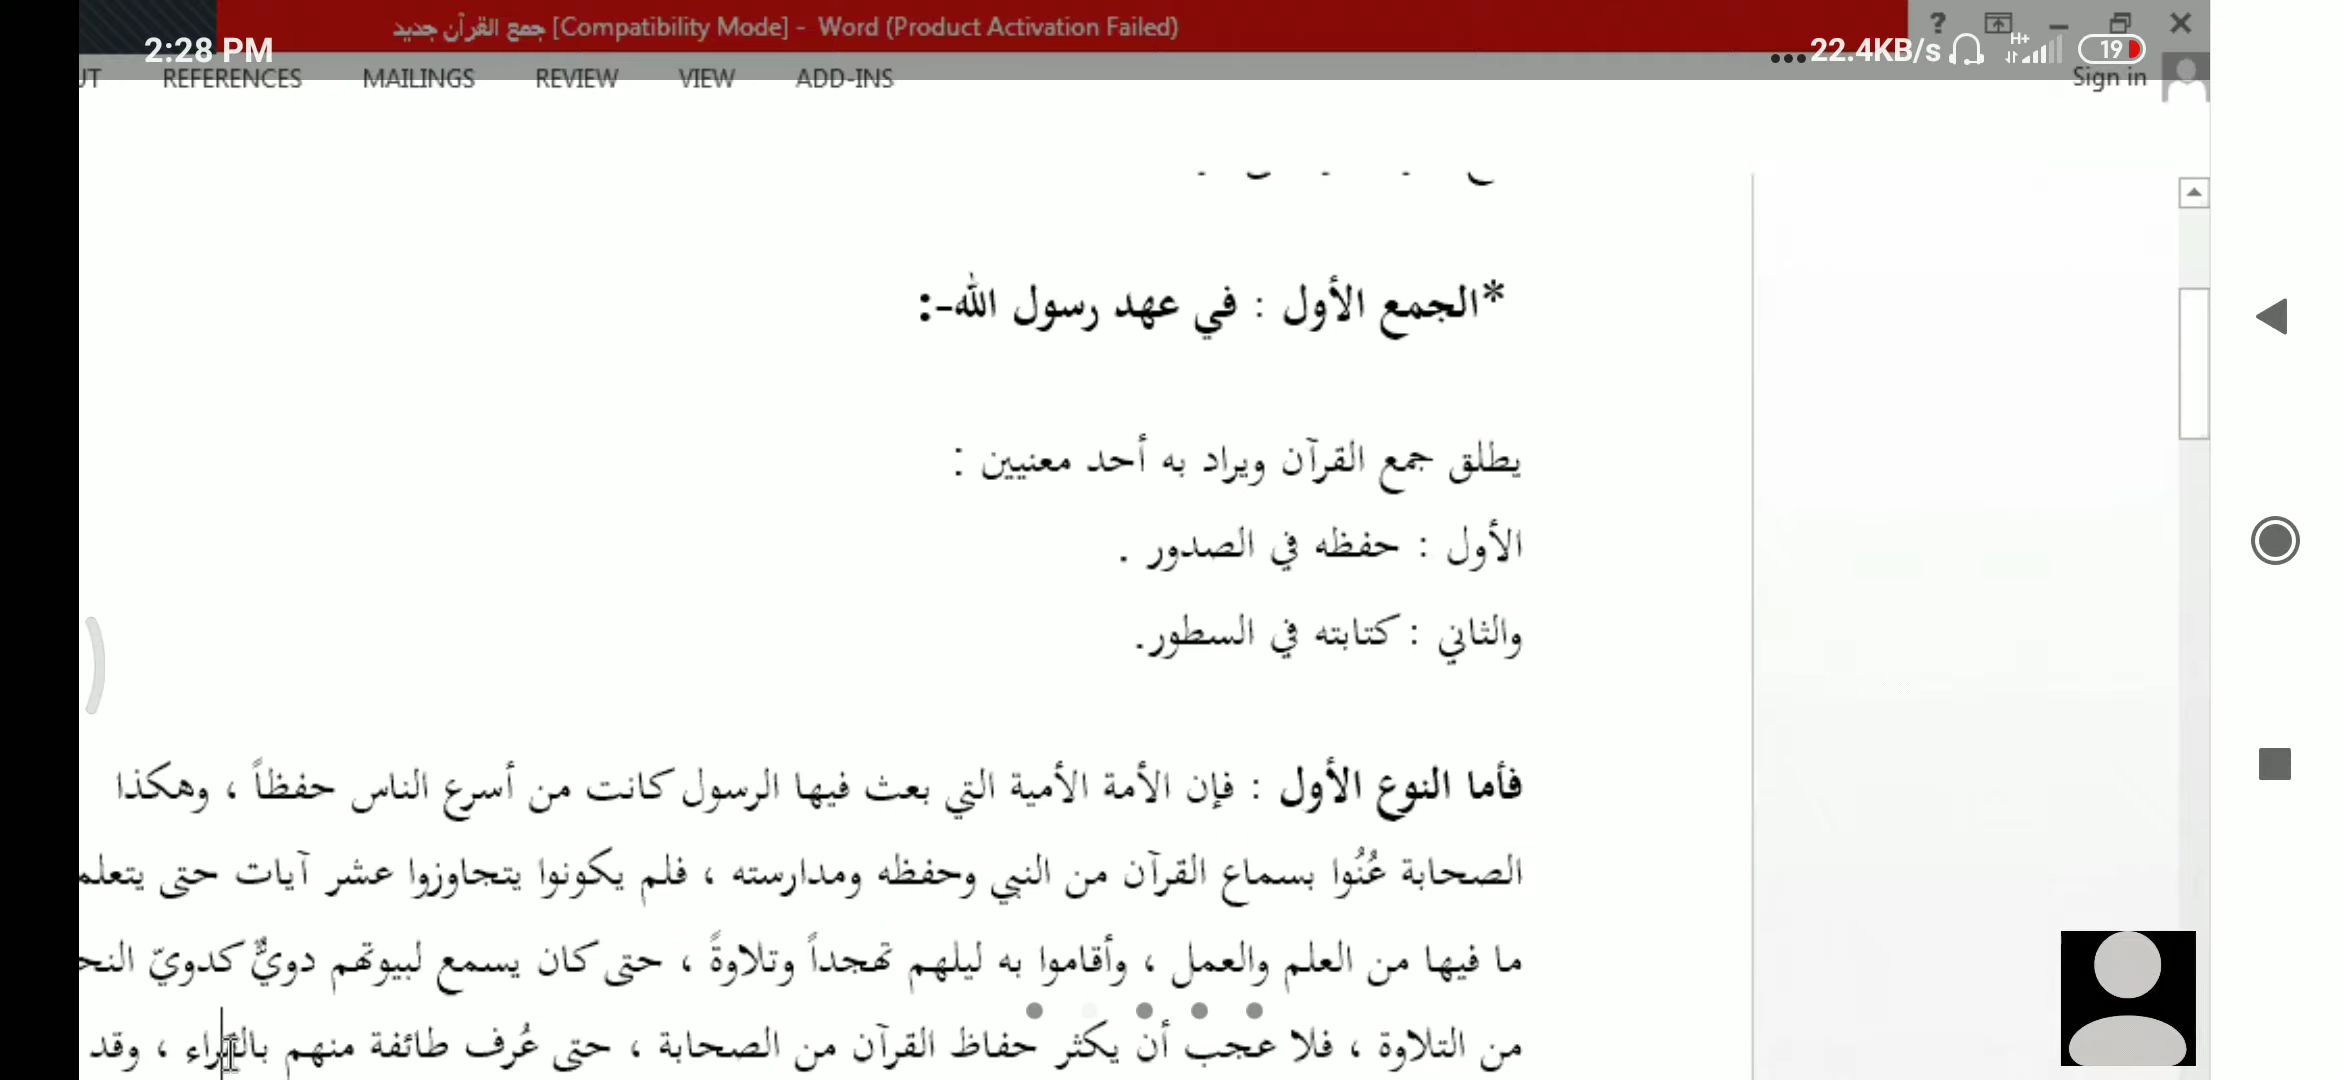 جمع القرآن جديد [Compatibility Mode] - Word (Product Activation Failed)
2:28 PM
22.4KB/s H+ 19
REFERENCES MAILINGS REVIEW VIEW ADD-INS Sign in
*الجمع الأول : في عهد رسول الله-:
يطلق جمع القرآن ويراد به أحد معنيين :
الأول : حفظه في الصدور .
والثاني : كتابته في السطور.
فأما النوع الأول : فإن الأمة الأمية التي بعث فيها الرسول كانت من أسرع الناس حفظاً ، وهكذا
الصحابة عُنُوا بسماع القرآن من النبي وحفظه ومدارسته ، فلم يكونوا يتجاوزوا عشر آيات حتى يتعلم
ما فيها من العلم والعمل ، وأقاموا به ليلهم تهجداً وتلاوةً ، حتى كان يسمع لبيوتهم دويٌّ كدويّ النح
من التلاوة ، فلا عجب أن يكثر حفاظ القرآن من الصحابة ، حتى عُرف طائفة منهم بالقراء ، وقد